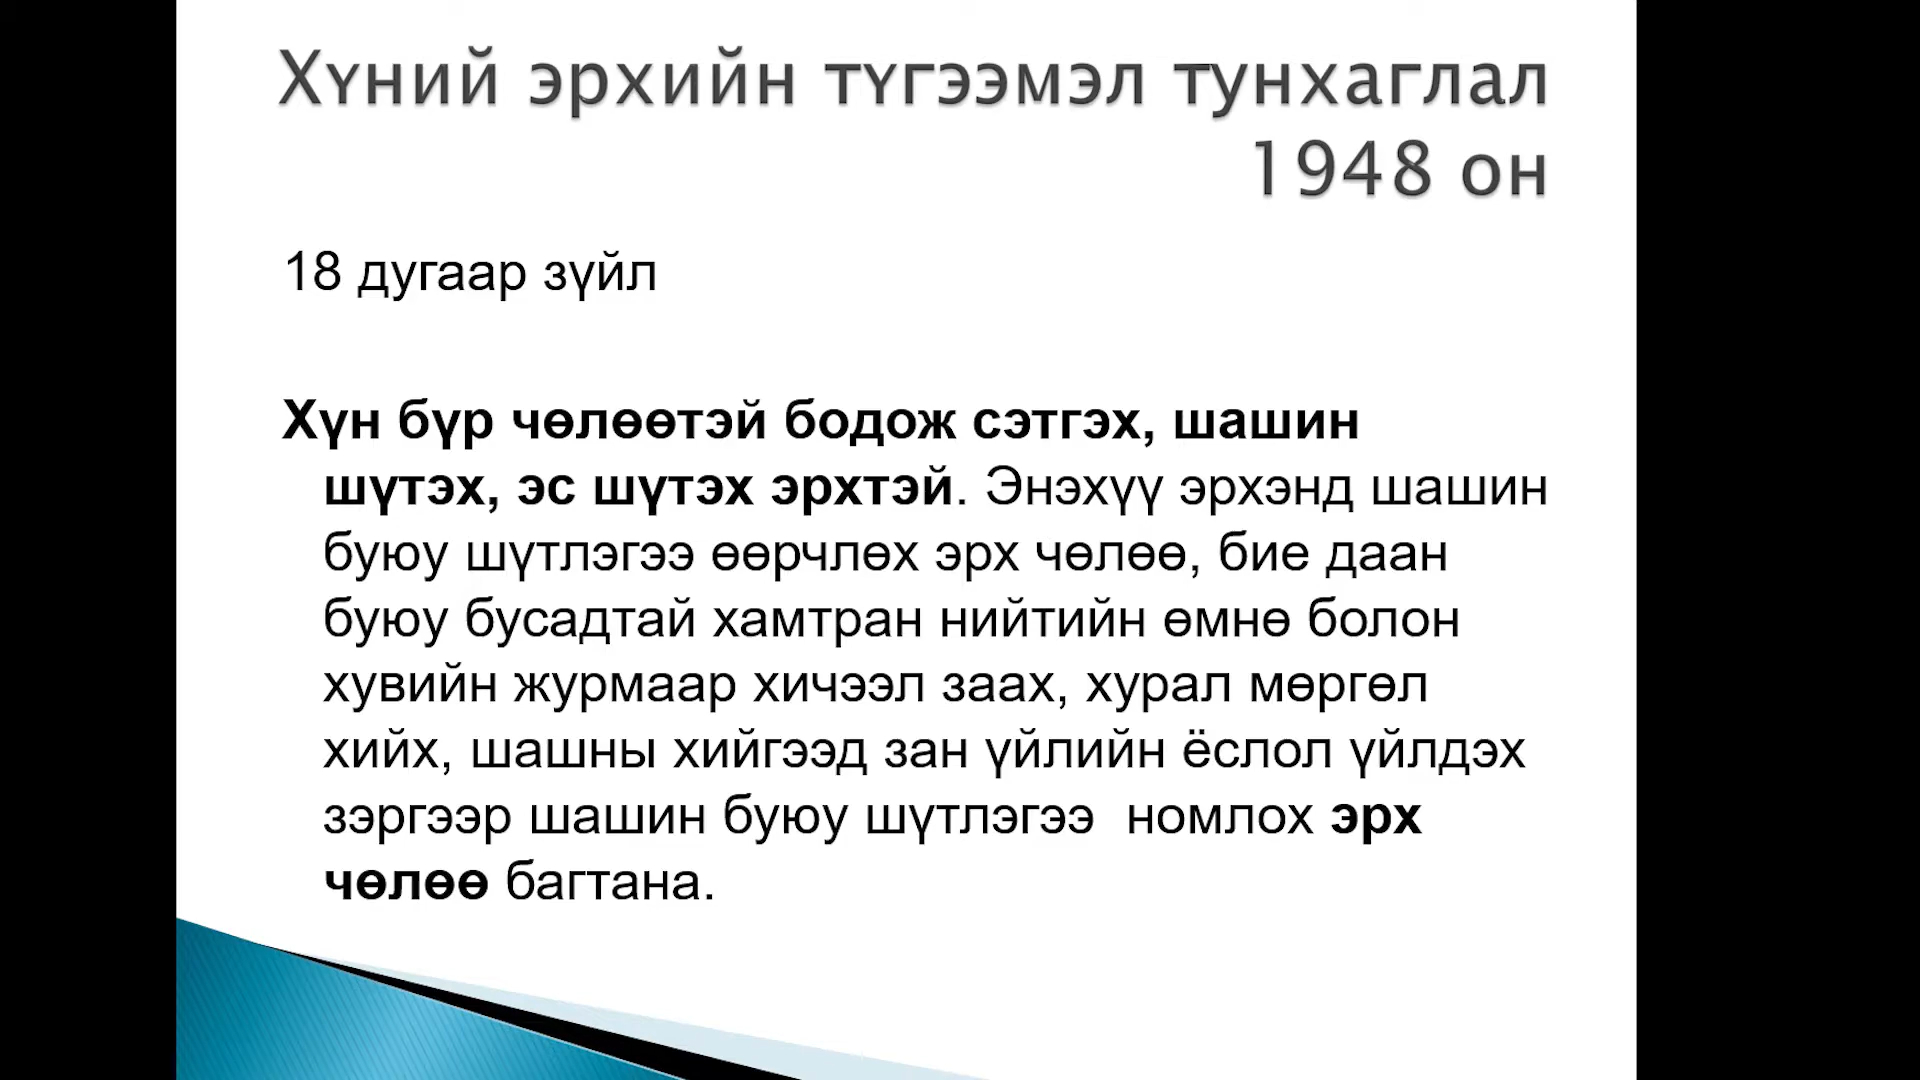 Хүний эрхийн түгээмэл тунхаглал
1948 он
18 дугаар зүйл
Хүн бүр чөлөөтэй бодож сэтгэх, шашин
шүтэх, эс шүтэх эрхтэй. Энэхүү эрхэнд шашин
буюу шүтлэгээ өөрчлөх эрх чөлөө, бие даан
буюу бусадтай хамтран нийтийн өмнө болон
хувийн журмаар хичээл заах, хурал мөргөл
хийх, шашны хийгээд зан үйлийн ёслол үйлдэх
зэргээр шашин буюу шүтлэгээ  номлох эрх
чөлөө багтана.